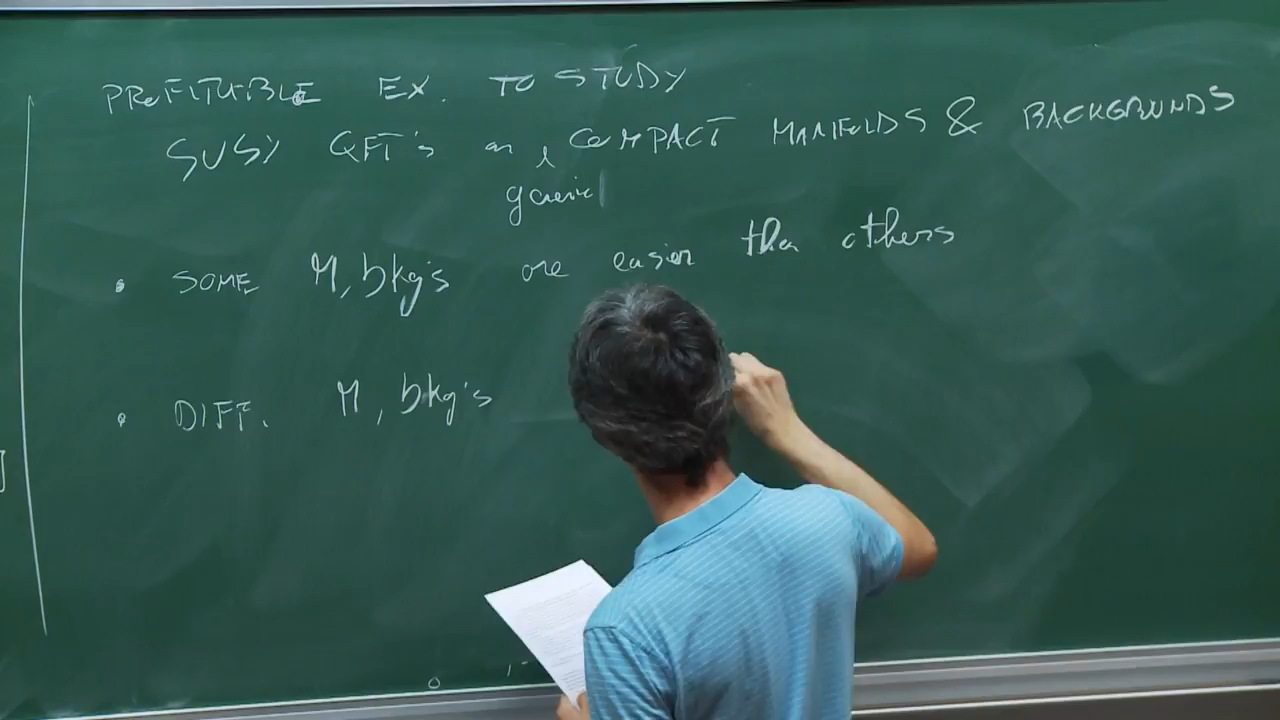 PROFITABLE EX. TO STUDY
SUSY QFT's on COMPACT MANIFOLDS & BACKGROUNDS
generic
• SOME M, bkg's are easier than others
• DIFF. M, bkg's